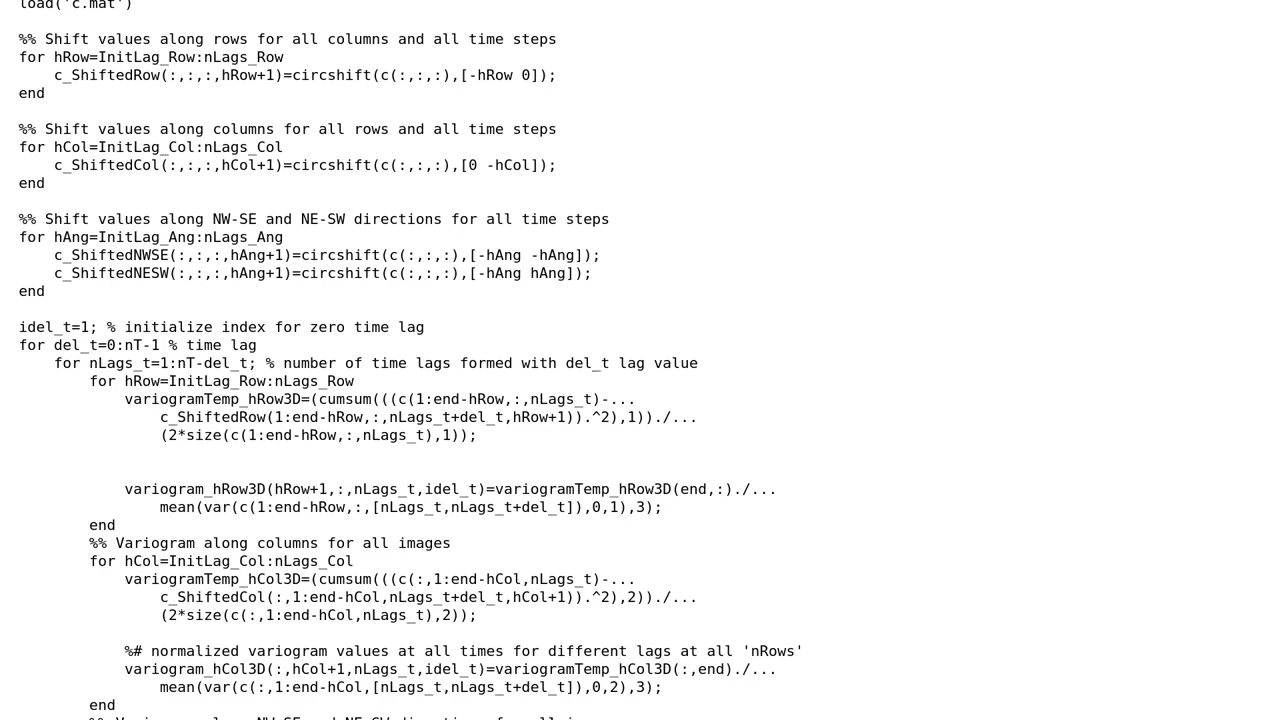 load('c.mat')
%% Shift values along rows for all columns and all time steps
for hRow=InitLag_Row:nLags_Row
c_ShiftedRow(:,:,:,hRow+1)=circshift(c(:,:,:),[-hRow 0]);
end
%% Shift values along columns for all rows and all time steps
for hCol=InitLag_Col:nLags_Col
c_ShiftedCol(:,:,:,hCol+1)=circshift(c(:,:,:),[0 -hCol]);
end
%% Shift values along NW-SE and NE-SW directions for all time steps
for hAng=InitLag_Ang:nLags_Ang
c_ShiftedNWSE(:,:,:,hAng+1)=circshift(c(:,:,:),[-hAng -hAng]);
c_ShiftedNESW(:,:,:,hAng+1)=circshift(c(:,:,:),[-hAng hAng]);
end
idel_t=1; % initialize index for zero time lag
for del_t=0:nT-1 % time lag
for nLags_t=1:nT-del_t; % number of time lags formed with del_t lag value
for hRow=InitLag_Row:nLags_Row
variogramTemp_hRow3D=(cumsum(((c(1:end-hRow,:,nLags_t)-...
c_ShiftedRow(1:end-hRow,:,nLags_t+del_t,hRow+1)).^2),1))./...
(2*size(c(1:end-hRow,:,nLags_t),1));
variogram_hRow3D(hRow+1,:,nLags_t,idel_t)=variogramTemp_hRow3D(end,:)./...
mean(var(c(1:end-hRow,:,[nLags_t,nLags_t+del_t]),0,1),3);
end
%% Variogram along columns for all images
for hCol=InitLag_Col:nLags_Col
variogramTemp_hCol3D=(cumsum(((c(:,1:end-hCol,nLags_t)-...
c_ShiftedCol(:,1:end-hCol,nLags_t+del_t,hCol+1)).^2),2))./...
(2*size(c(:,1:end-hCol,nLags_t),2));
%# normalized variogram values at all times for different lags at all 'nRows'
variogram_hCol3D(:,hCol+1,nLags_t,idel_t)=variogramTemp_hCol3D(:,end)./...
mean(var(c(:,1:end-hCol,[nLags_t,nLags_t+del_t]),0,2),3);
end